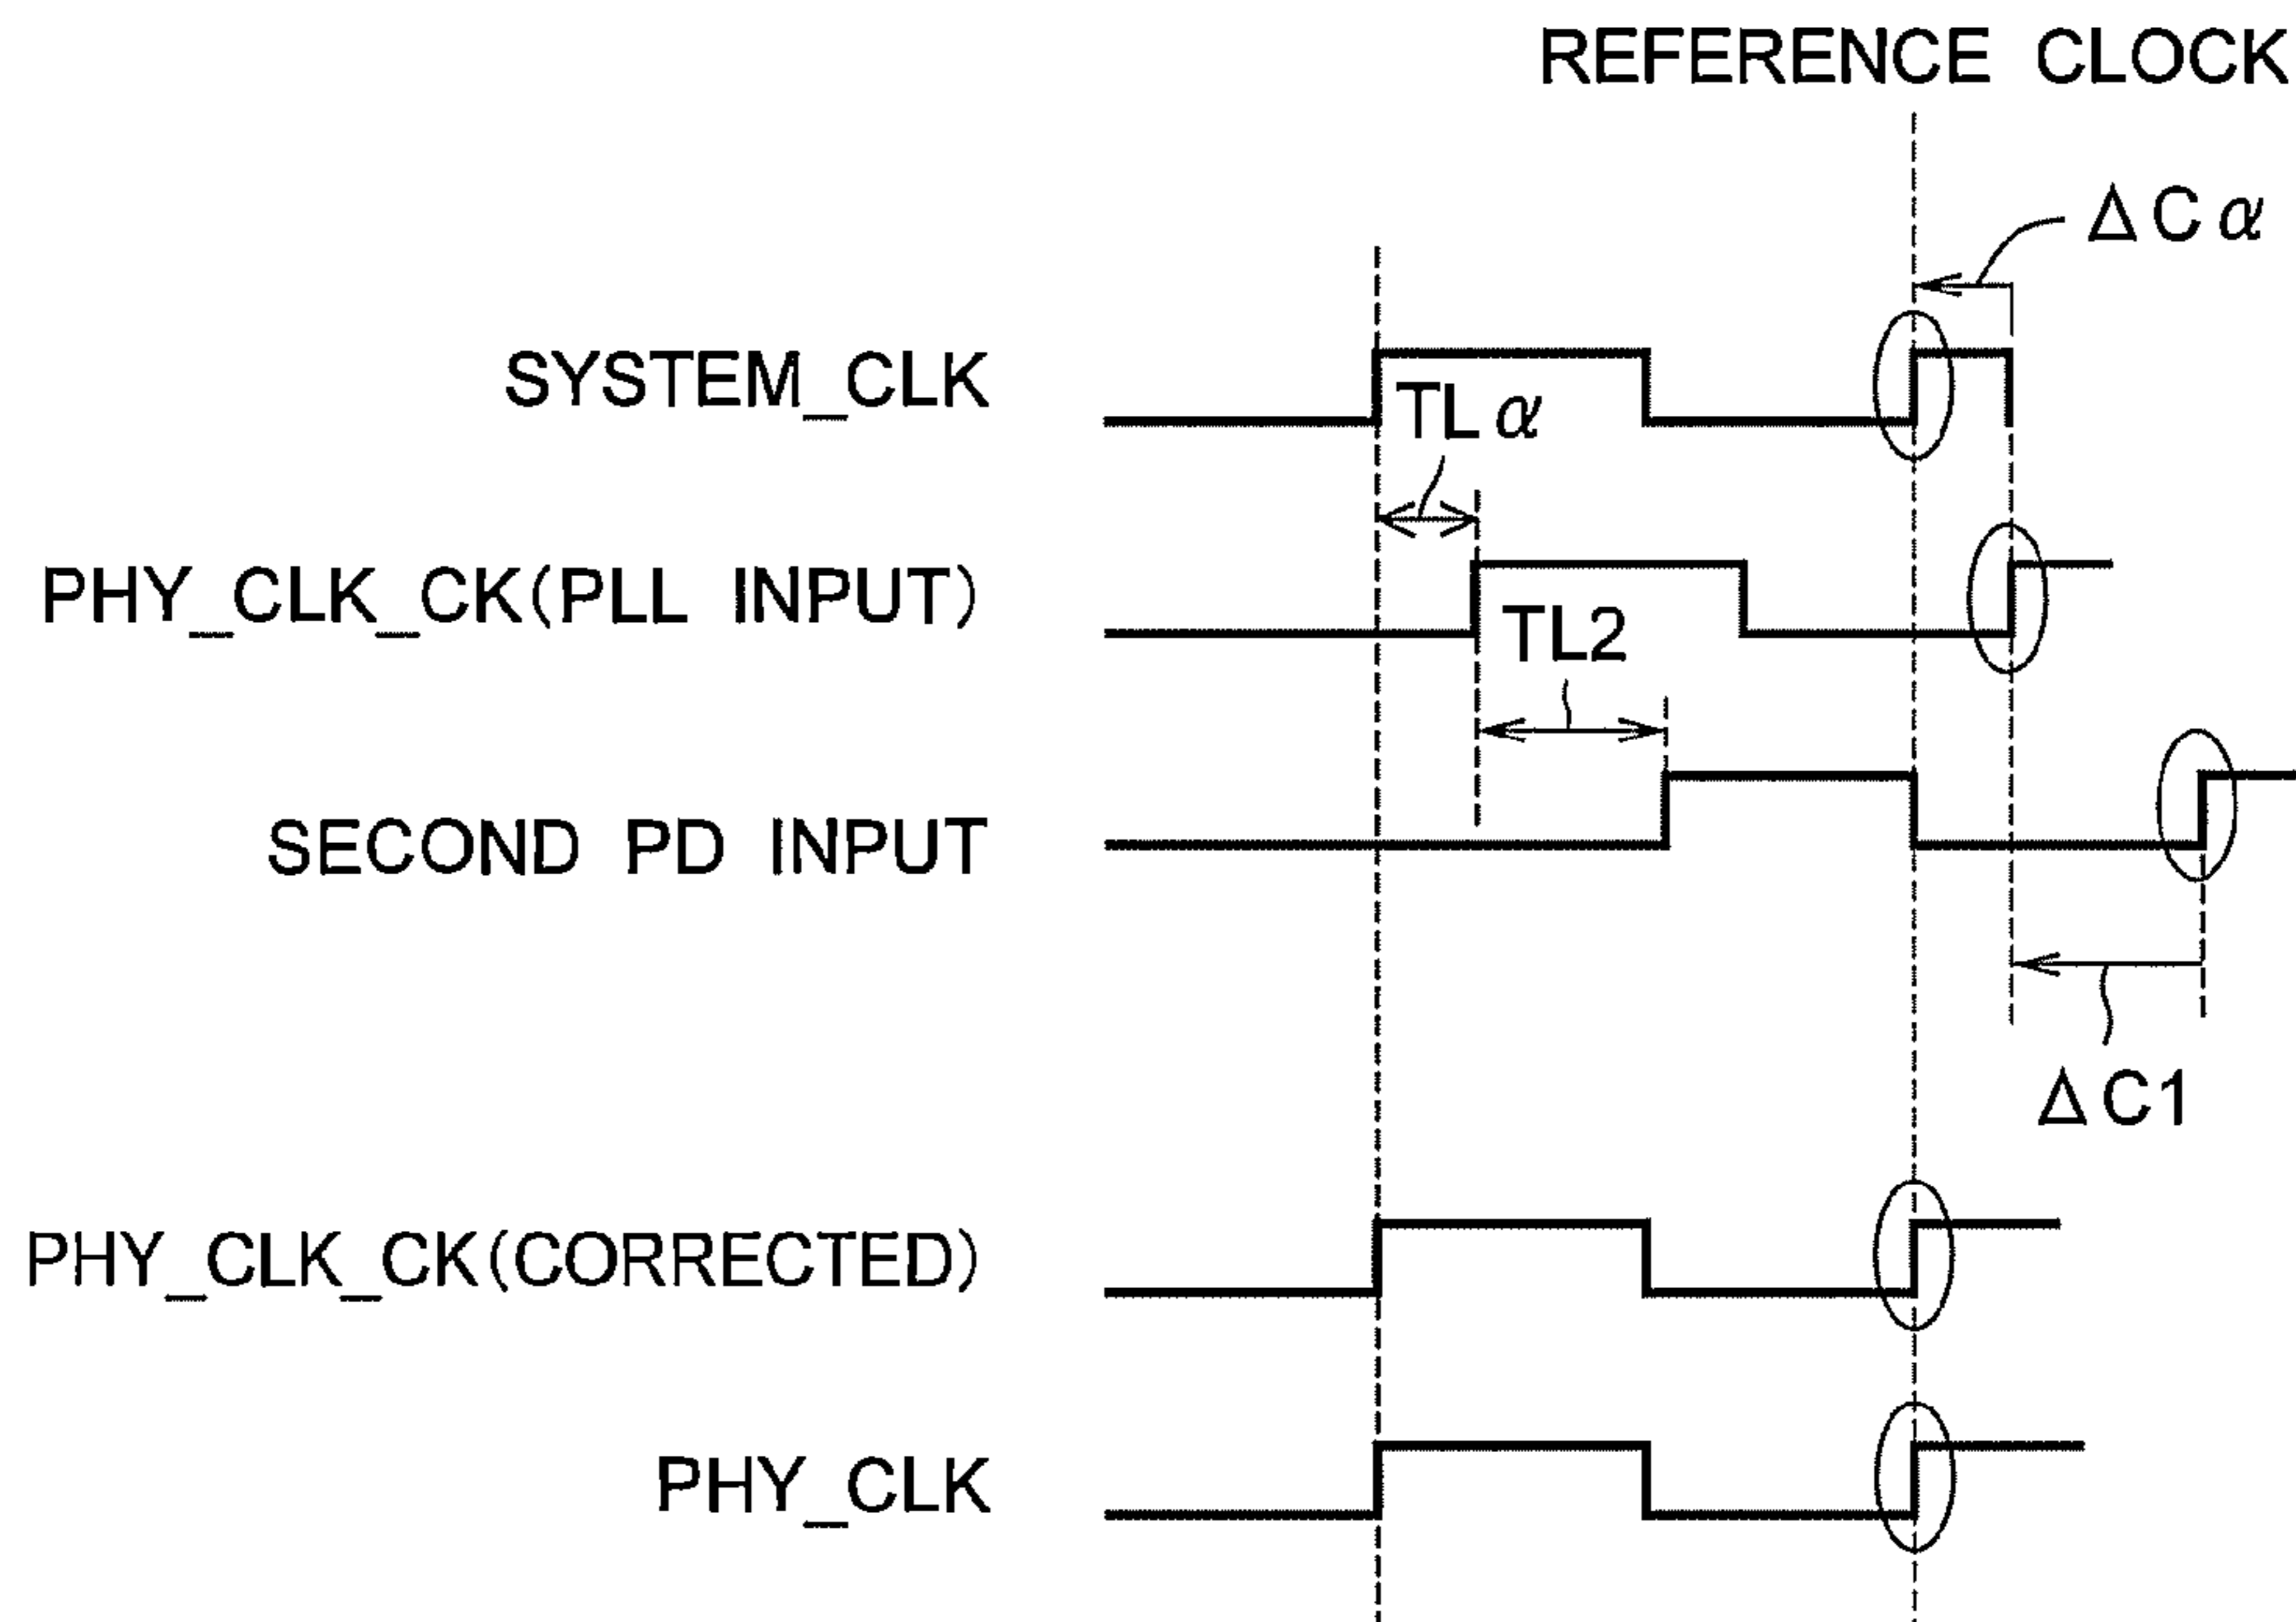 REFERENCE CLOCK
ΔCα
SYSTEM_CLK
TLα
PHY_CLK_CK(PLL INPUT)
TL2
SECOND PD INPUT
ΔC1
PHY_CLK_CK(CORRECTED)
PHY_CLK